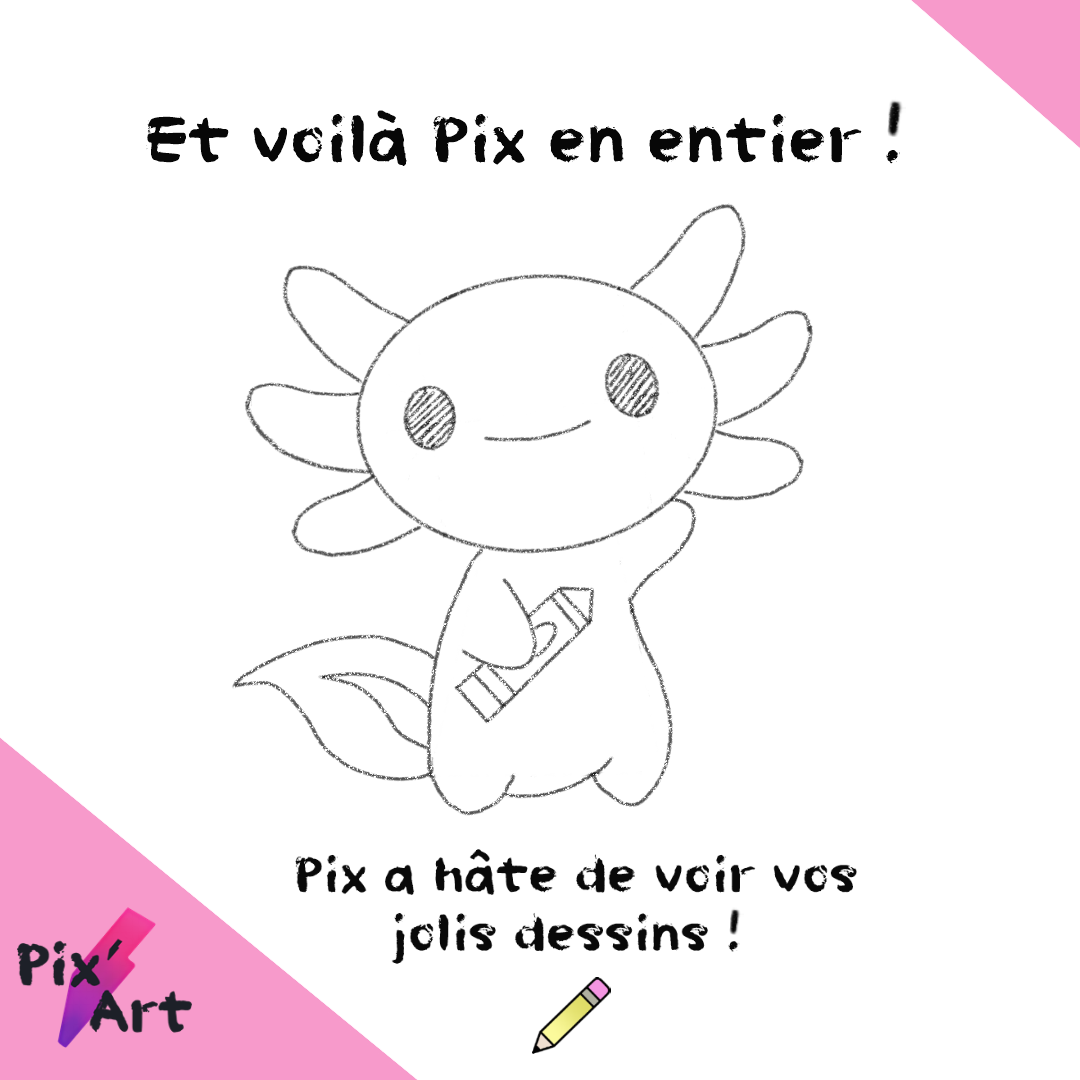 Et voilà Pix en entier !
Pix a hâte de voir vos
jolis dessins !
Pix'
Art